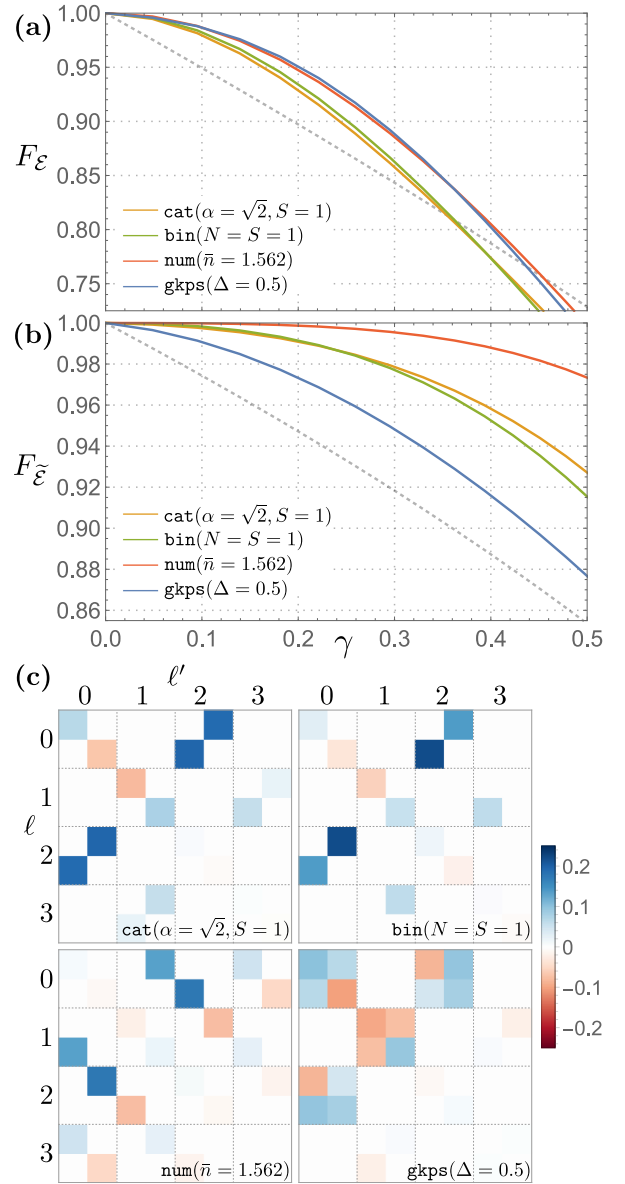 (a)
1.00
0.95
0.90
0.85
0.80
0.75
F_ℰ
cat(α = √2, S = 1)
bin(N = S = 1)
num(n̄ = 1.562)
gkps(Δ = 0.5)
(b)
1.00
0.98
0.96
0.94
0.92
0.90
0.88
0.86
F_ℰ̃
cat(α = √2, S = 1)
bin(N = S = 1)
num(n̄ = 1.562)
gkps(Δ = 0.5)
0.0 0.1 0.2 0.3 0.4 0.5
γ
(c)
ℓ′
0 1 2 3 0 1 2 3
0
1
ℓ
2
3
cat(α = √2, S = 1)
bin(N = S = 1)
0
1
2
3
num(n̄ = 1.562)
gkps(Δ = 0.5)
0.2
0.1
0
−0.1
−0.2